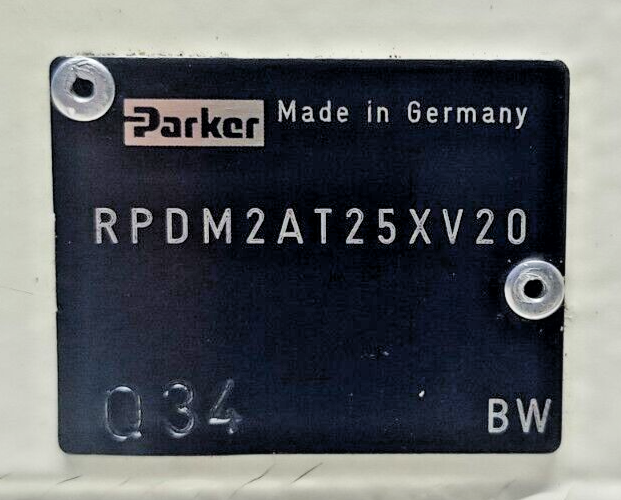 Parker Made in Germany
RPDM2AT25XV20
Q34 BW